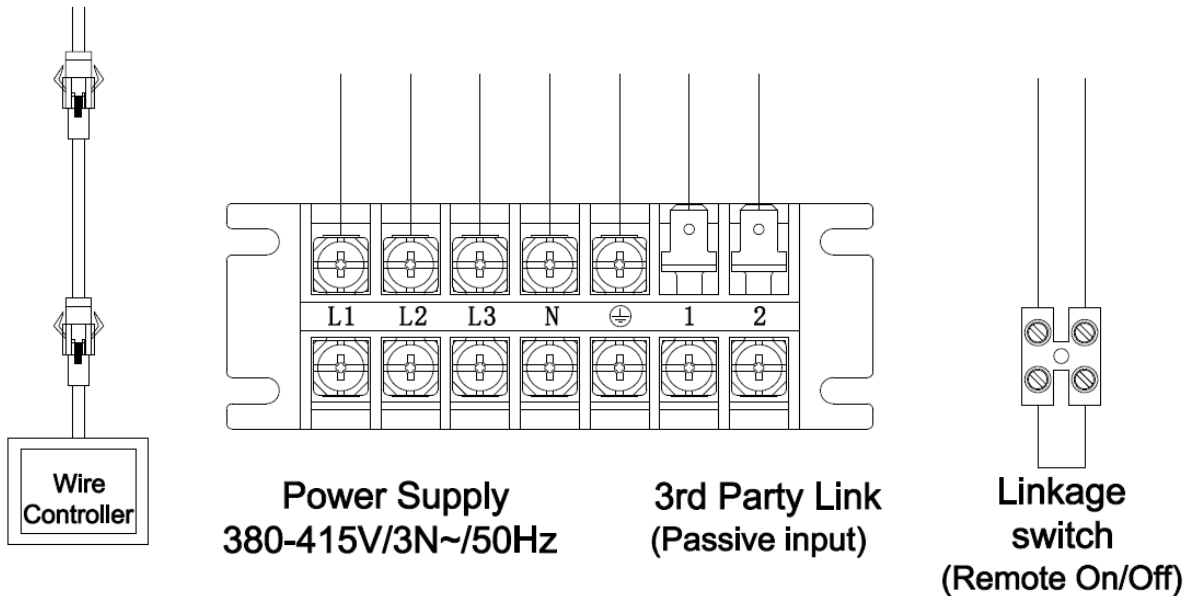 L1 L2 L3 N 1 2
Wire
Controller
Power Supply
380-415V/3N~/50Hz
3rd Party Link
(Passive input)
Linkage
switch
(Remote On/Off)